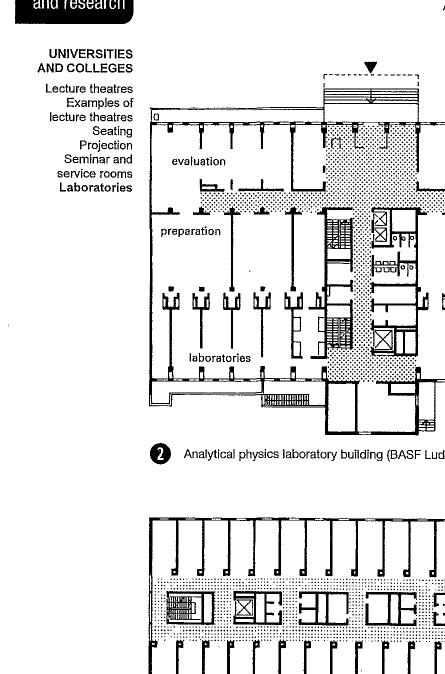 and research
UNIVERSITIES
AND COLLEGES
Lecture theatres
Examples of
lecture theatres
Seating
Projection
Seminar and
service rooms
Laboratories
evaluation
preparation
laboratories
2 Analytical physics laboratory building (BASF Lud